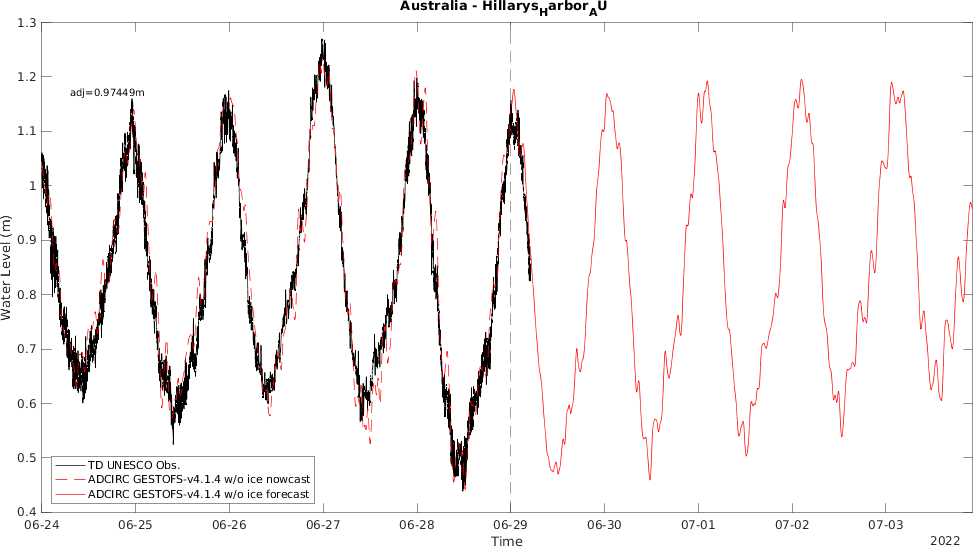 Australia - HillarysHarborAU
1.3
1.2
adj=0.97449m
1.1
1
0.9
0.8
0.7
0.6
0.5
0.4
Water Level (m)
TD UNESCO Obs.
ADCIRC GESTOFS-v4.1.4 w/o ice nowcast
ADCIRC GESTOFS-v4.1.4 w/o ice forecast
06-24 06-25 06-26 06-27 06-28 06-29 06-30 07-01 07-02 07-03
Time
2022